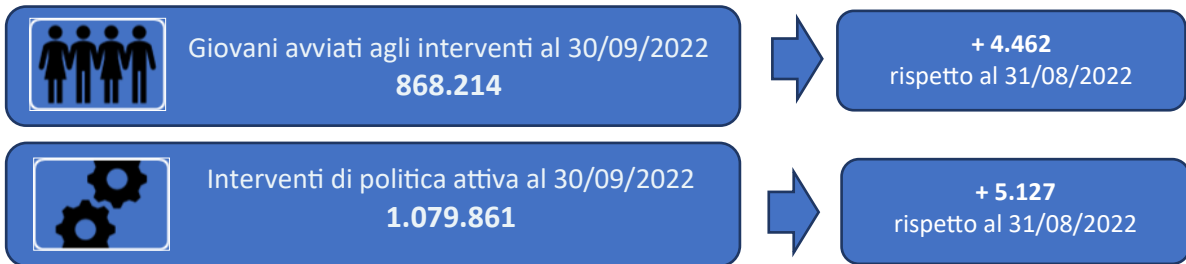 Giovani avviati agli interventi al 30/09/2022
868.214
+ 4.462
rispetto al 31/08/2022
Interventi di politica attiva al 30/09/2022
1.079.861
+ 5.127
rispetto al 31/08/2022